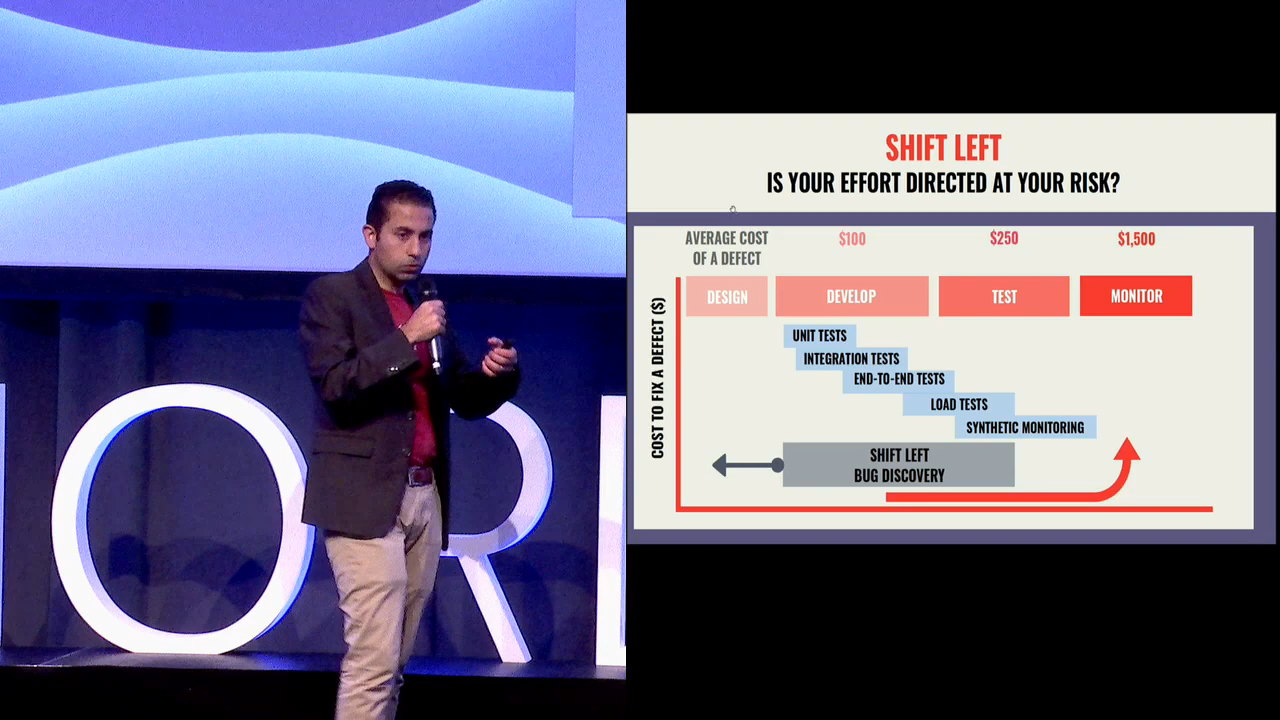 OR
SHIFT LEFT
IS YOUR EFFORT DIRECTED AT YOUR RISK?
AVERAGE COST
OF A DEFECT
$100
$250
$1,500
DESIGN
DEVELOP
TEST
MONITOR
COST TO FIX A DEFECT ($)
UNIT TESTS
INTEGRATION TESTS
END-TO-END TESTS
LOAD TESTS
SYNTHETIC MONITORING
SHIFT LEFT
BUG DISCOVERY